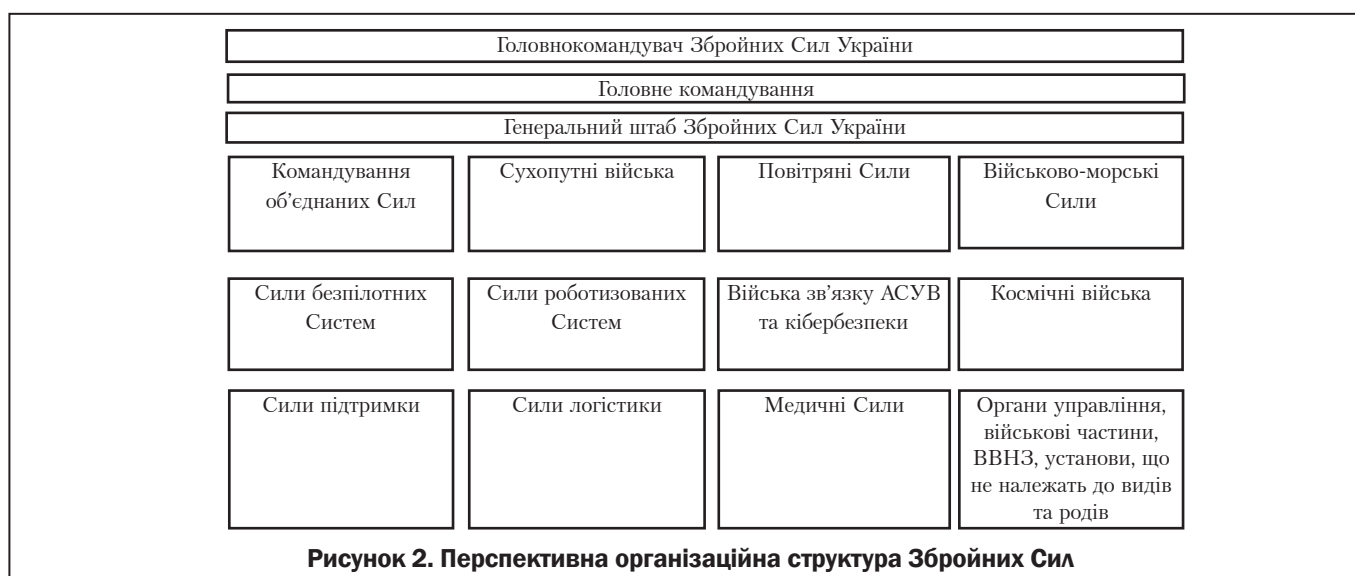 Головнокомандувач Збройних Сил України
Головне командування
Генеральний штаб Збройних Сил України
Командування
об’єднаних Сил
Сухопутні війська
Повітряні Сили
Військово-морські
Сили
Сили безпілотних
Систем
Сили роботизованих
Систем
Війська зв’язку АСУВ
та кібербезпеки
Космічні війська
Сили підтримки
Сили логістики
Медичні Сили
Органи управління,
військові частини,
ВВНЗ, установи, що
не належать до видів
та родів
Рисунок 2. Перспективна організаційна структура Збройних Сил